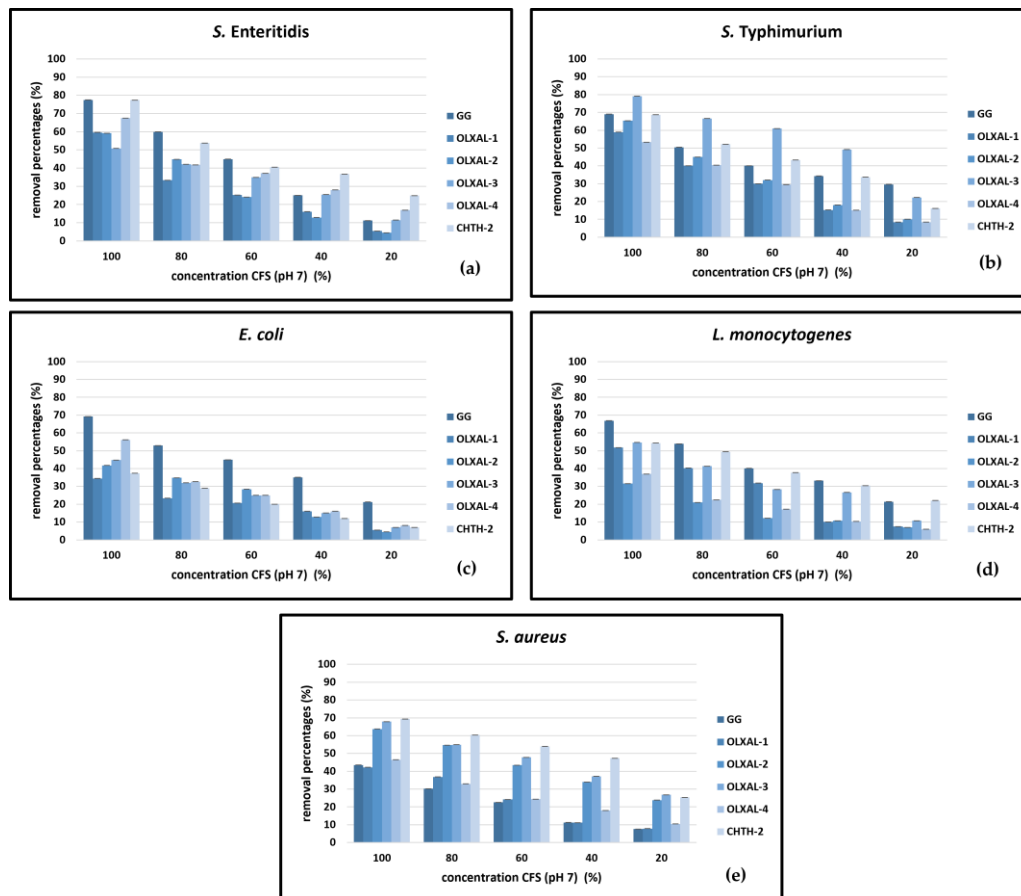 S. Enteritidis
removal percentages (%)
100
90
80
70
60
50
40
30
20
10
0
100 80 60 40 20
concentration CFS (pH 7) (%)
GG
OLXAL-1
OLXAL-2
OLXAL-3
OLXAL-4
CHTH-2
(a)
S. Typhimurium
removal percentages (%)
100
90
80
70
60
50
40
30
20
10
0
100 80 60 40 20
concentration CFS (pH 7) (%)
GG
OLXAL-1
OLXAL-2
OLXAL-3
OLXAL-4
CHTH-2
(b)
E. coli
removal percentages (%)
100
90
80
70
60
50
40
30
20
10
0
100 80 60 40 20
concentration CFS (pH 7) (%)
GG
OLXAL-1
OLXAL-2
OLXAL-3
OLXAL-4
CHTH-2
(c)
L. monocytogenes
removal percentages (%)
100
90
80
70
60
50
40
30
20
10
0
100 80 60 40 20
concentration CFS (pH 7) (%)
GG
OLXAL-1
OLXAL-2
OLXAL-3
OLXAL-4
CHTH-2
(d)
S. aureus
removal percentages (%)
100
90
80
70
60
50
40
30
20
10
0
100 80 60 40 20
concentration CFS (pH 7) (%)
GG
OLXAL-1
OLXAL-2
OLXAL-3
OLXAL-4
CHTH-2
(e)